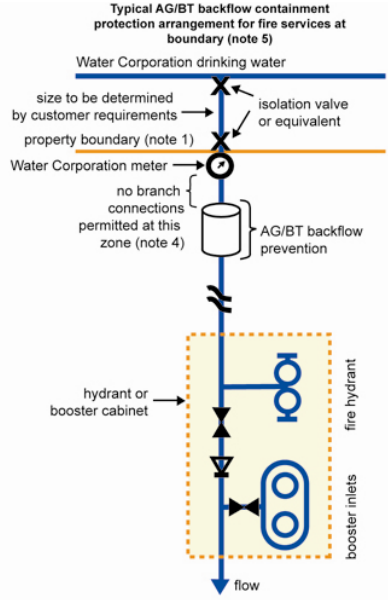 Typical AG/BT backflow containment
protection arrangement for fire services at
boundary (note 5)
Water Corporation drinking water
size to be determined
by customer requirements
isolation valve
or equivalent
property boundary (note 1)
Water Corporation meter
no branch
connections
permitted at this
zone (note 4)
AG/BT backflow
prevention
hydrant or
booster cabinet
fire hydrant
booster inlets
flow